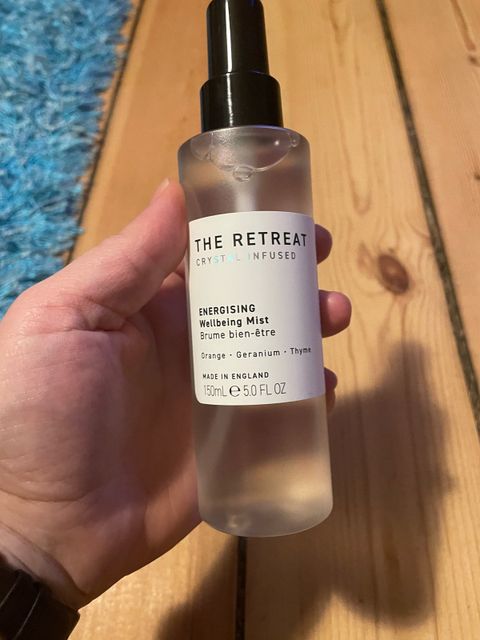 THE RETREAT
CRYSTAL INFUSED
ENERGISING
Wellbeing Mist
Brume bien-être
Orange · Geranium · Thyme
MADE IN ENGLAND
150mL ℮ 5.0 FL OZ